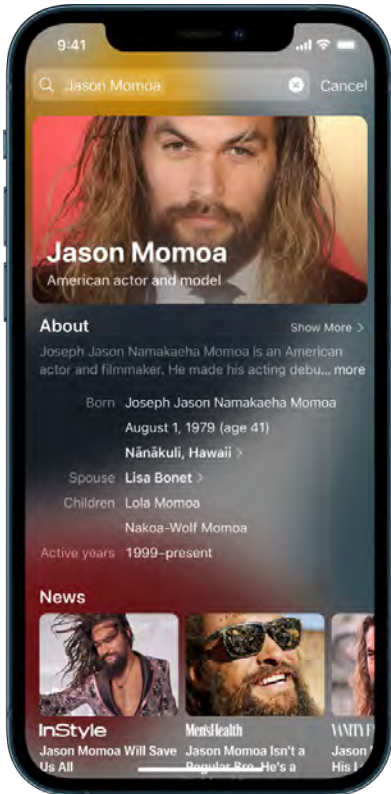 9:41
Jason Momoa
Cancel
Jason Momoa
American actor and model
About
Show More >
Joseph Jason Namakaeha Momoa is an American
actor and filmmaker. He made his acting debu... more
Born Joseph Jason Namakaeha Momoa
August 1, 1979 (age 41)
Nānākuli, Hawaii >
Spouse Lisa Bonet >
Children Lola Momoa
Nakoa-Wolf Momoa
Active years 1999–present
News
InStyle
Men'sHealth
VANITY
Jason Momoa Will Save
Us All
Jason Momoa Isn't a
Regular Bro. He's a
Jason
His